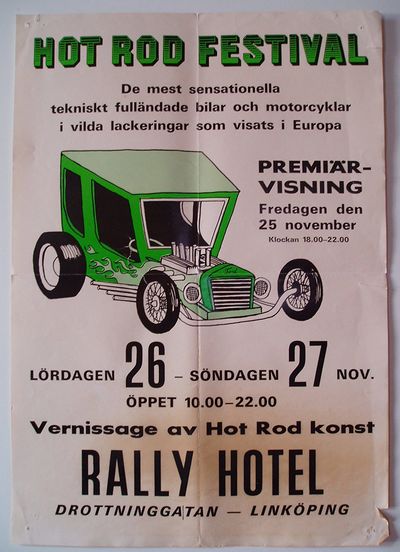 HOT ROD FESTIVAL
De mest sensationella
tekniskt fulländade bilar och motorcyklar
i vilda lackeringar som visats i Europa
PREMIÄR-
VISNING
Fredagen den
25 november
Klockan 18.00–22.00
Ford
LÖRDAGEN 26 – SÖNDAGEN 27 NOV.
ÖPPET 10.00–22.00
Vernissage av Hot Rod konst
RALLY HOTEL
DROTTNINGGATAN — LINKÖPING